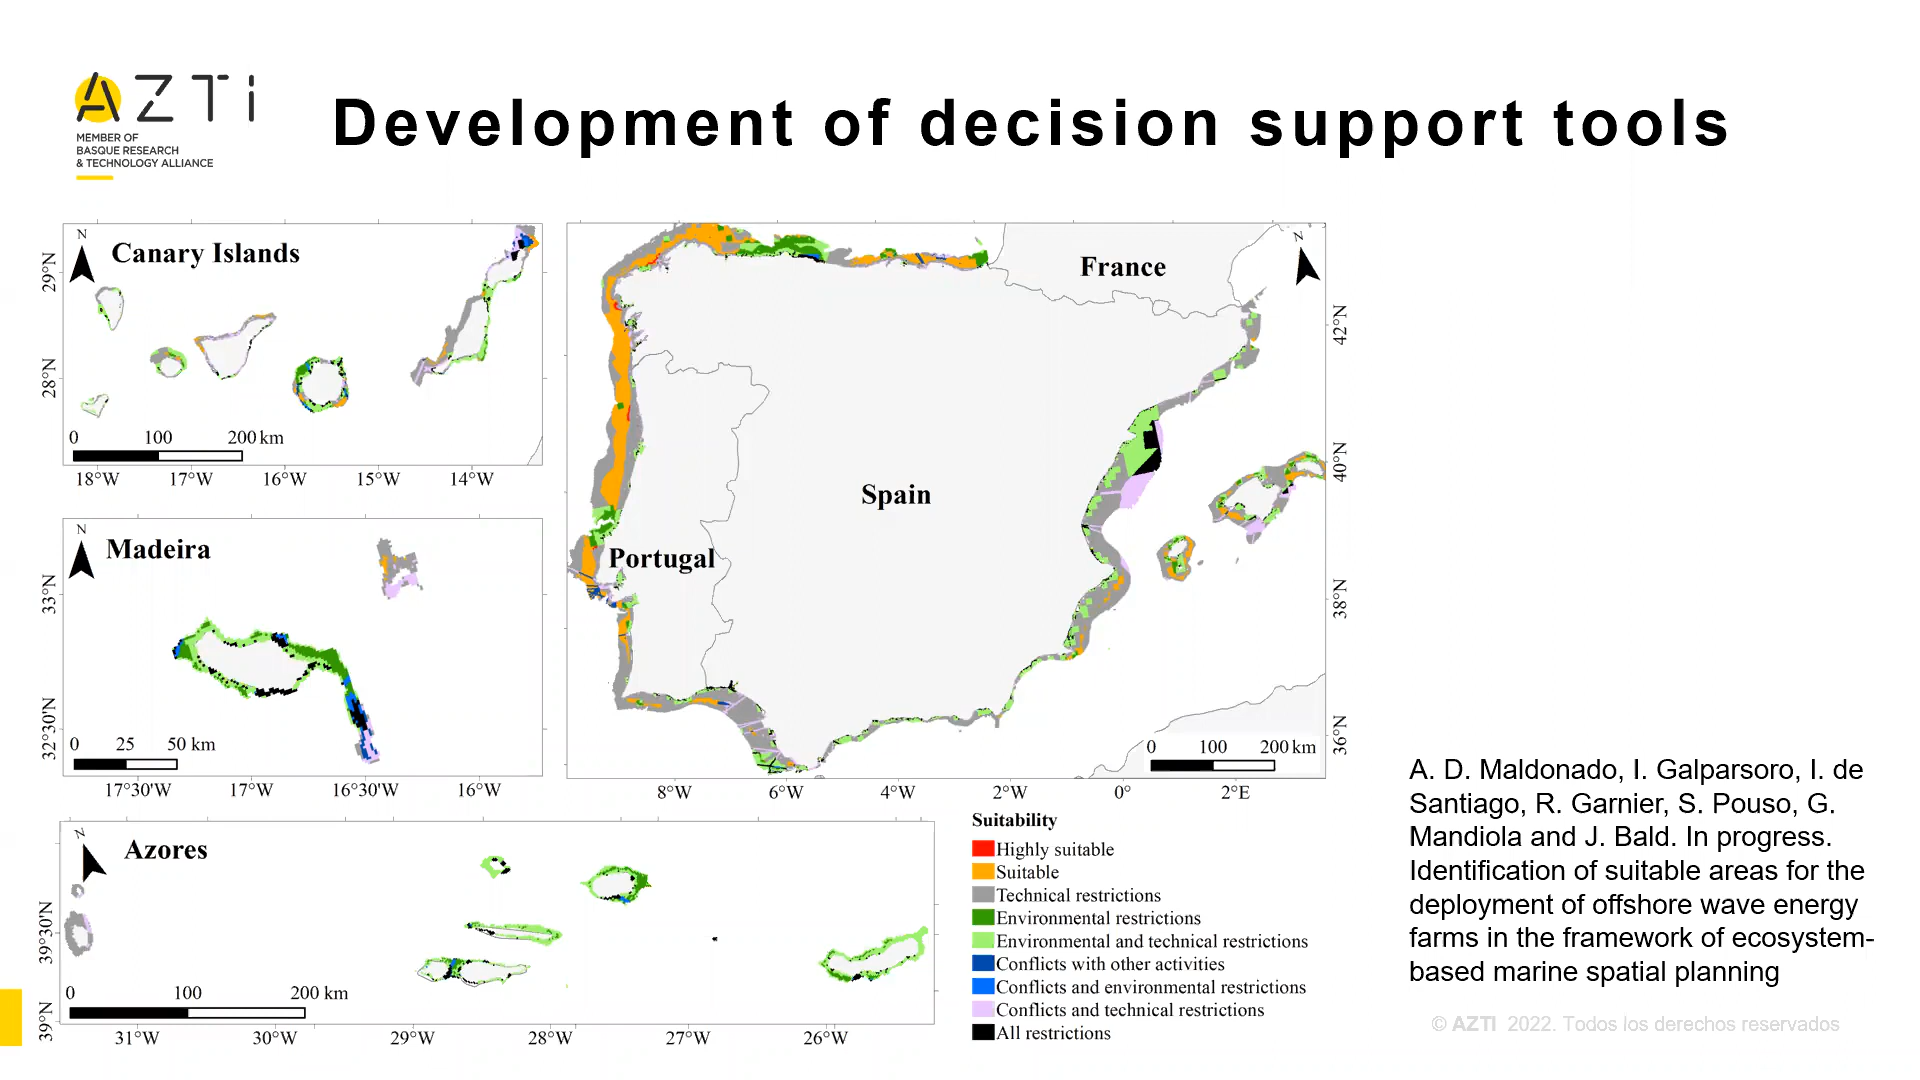 AZTi
MEMBER OF
BASQUE RESEARCH
& TECHNOLOGY ALLIANCE
Development of decision support tools
N
Canary Islands
29°N
28°N
0 100 200 km
18°W 17°W 16°W 15°W 14°W
N
Madeira
33°N
32°30'N
0 25 50 km
17°30'W 17°W 16°30'W 16°W
N
France
Spain
Portugal
42°N
40°N
38°N
36°N
0 100 200 km
8°W 6°W 4°W 2°W 0° 2°E
N
Azores
39°30'N
39°N
0 100 200 km
31°W 30°W 29°W 28°W 27°W 26°W
Suitability
Highly suitable
Suitable
Technical restrictions
Environmental restrictions
Environmental and technical restrictions
Conflicts with other activities
Conflicts and environmental restrictions
Conflicts and technical restrictions
All restrictions
A. D. Maldonado, I. Galparsoro, I. de
Santiago, R. Garnier, S. Pouso, G.
Mandiola and J. Bald. In progress.
Identification of suitable areas for the
deployment of offshore wave energy
farms in the framework of ecosystem-
based marine spatial planning
© AZTI 2022. Todos los derechos reservados